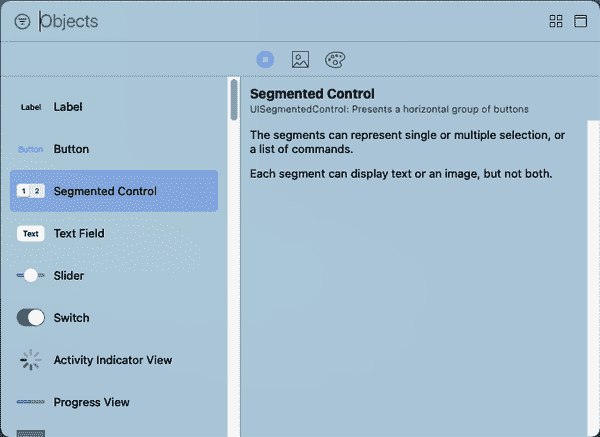 Objects
Label Label
Button Button
1 2 Segmented Control
Text Text Field
Slider
Switch
Activity Indicator View
Progress View
Segmented Control
UISegmentedControl: Presents a horizontal group of buttons
The segments can represent single or multiple selection, or
a list of commands.
Each segment can display text or an image, but not both.